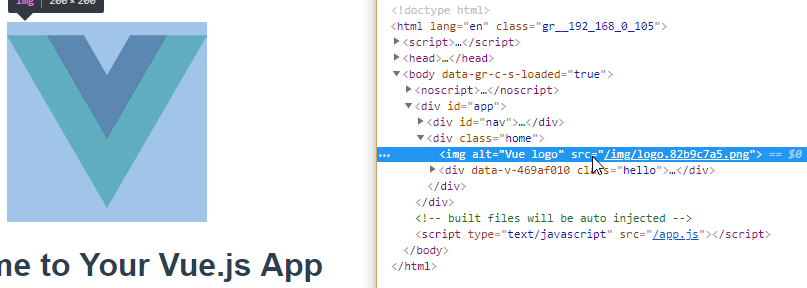 img | 200 × 200
me to Your Vue.js App
<!doctype html>
<html lang="en" class="gr__192_168_0_105">
<script>…</script>
<head>…</head>
<body data-gr-c-s-loaded="true">
<noscript>…</noscript>
<div id="app">
<div id="nav">…</div>
<div class="home">
… <img alt="Vue logo" src="/img/logo.82b9c7a5.png"> == $0
<div data-v-469af010 class="hello">…</div>
</div>
</div>
<!-- built files will be auto injected -->
<script type="text/javascript" src="/app.js"></script>
</body>
</html>